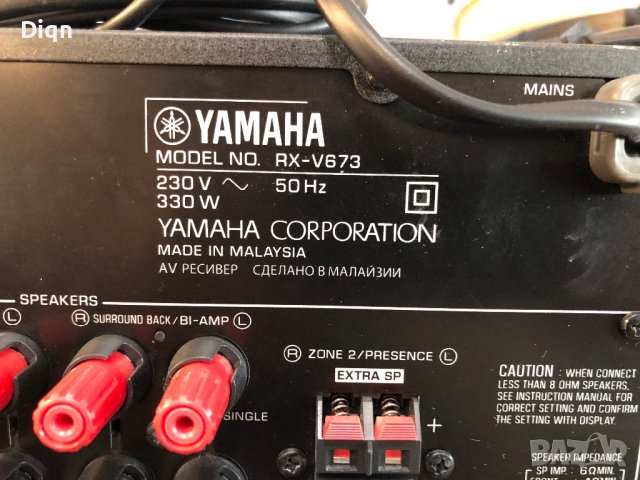 Diqn
MAINS
YAMAHA
MODEL NO. RX-V673
230 V ~ 50 Hz
330 W
YAMAHA CORPORATION
MADE IN MALAYSIA
AV РЕСИВЕР СДЕЛАНО В МАЛАЙЗИИ
SPEAKERS
L
R SURROUND BACK/BI-AMP L
R ZONE 2/PRESENCE L
EXTRA SP
SINGLE
+
CAUTION : WHEN CONNECT
LESS THAN 8 OHM SPEAKERS,
SEE INSTRUCTION MANUAL FOR
CORRECT SETTING AND CONFIRM
THE SETTING WITH DISPLAY.
SPEAKER IMPEDANCE
SP IMP. : 6ΩMIN.
FRONT
BAZAR